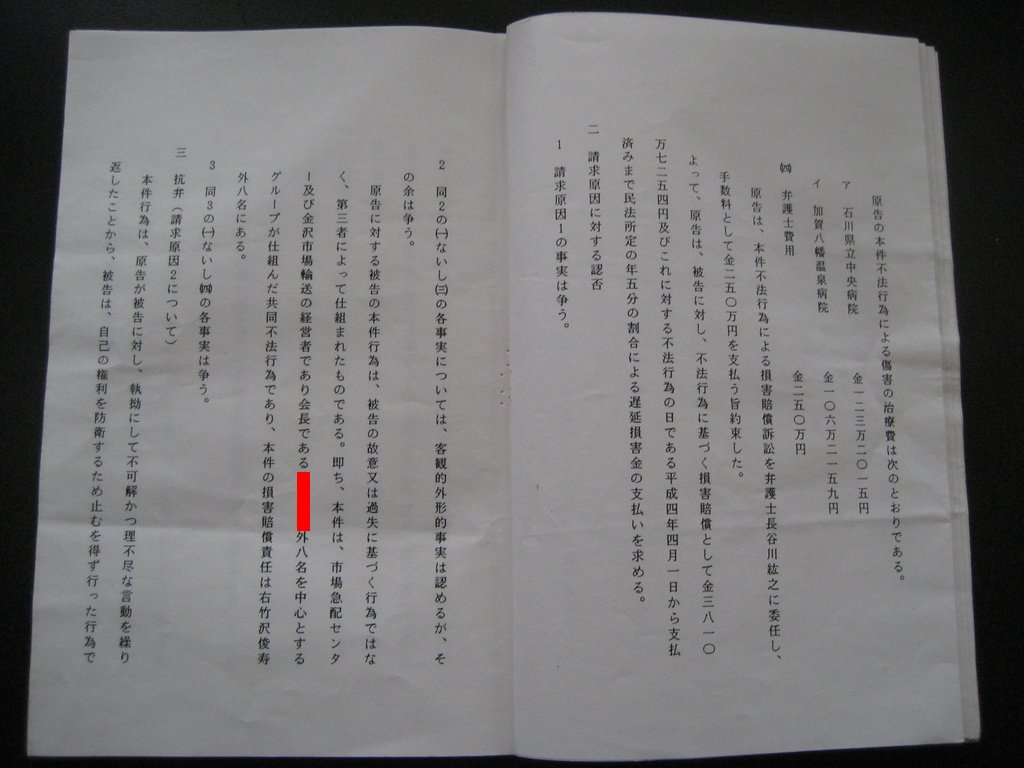 原告の本件不法行為による傷害の治療費は次のとおりである。
ア 石川県立中央病院 金一二三万二〇一五円
イ 加賀八幡温泉病院 金一〇六万二一五九円
㈣ 弁護士費用 金二五〇万円
原告は、本件不法行為による損害賠償訴訟を弁護士長谷川紘之に委任し、
手数料として金二五〇万円を支払う旨約束した。
よって、原告は、被告に対し、不法行為に基づく損害賠償として金三八一〇
万七二五四円及びこれに対する不法行為の日である平成四年四月一日から支払
済みまで民法所定の年五分の割合による遅延損害金の支払いを求める。
二 請求原因に対する認否
1 請求原因1の事実は争う。
2 同2の㈠ないし㈢の各事実については、客観的外形的事実は認めるが、そ
の余は争う。
原告に対する被告の本件行為は、被告の故意又は過失に基づく行為ではな
く、第三者によって仕組まれたものである。即ち、本件は、市場急配センタ
ー及び金沢市場輸送の経営者であり会長である外八名を中心とする
グループが仕組んだ共同不法行為であり、本件の損害賠償責任は右竹沢俊寿
外八名にある。
3 同3の㈠ないし㈣の各事実は争う。
三 抗弁（請求原因2について）
本件行為は、原告が被告に対し、執拗にして不可解かつ理不尽な言動を繰り
返したことから、被告は、自己の権利を防衛するため止むを得ず行った行為で